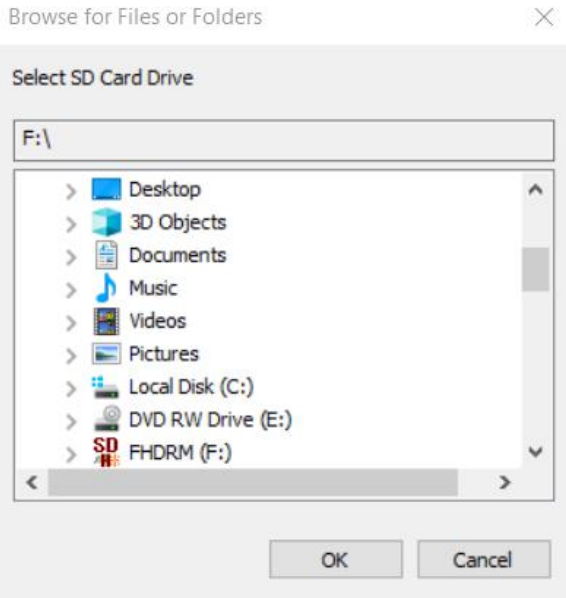 Browse for Files or Folders
Select SD Card Drive
F:\
Desktop
3D Objects
Documents
Music
Videos
Pictures
Local Disk (C:)
DVD RW Drive (E:)
SD
FHDRM (F:)
OK
Cancel